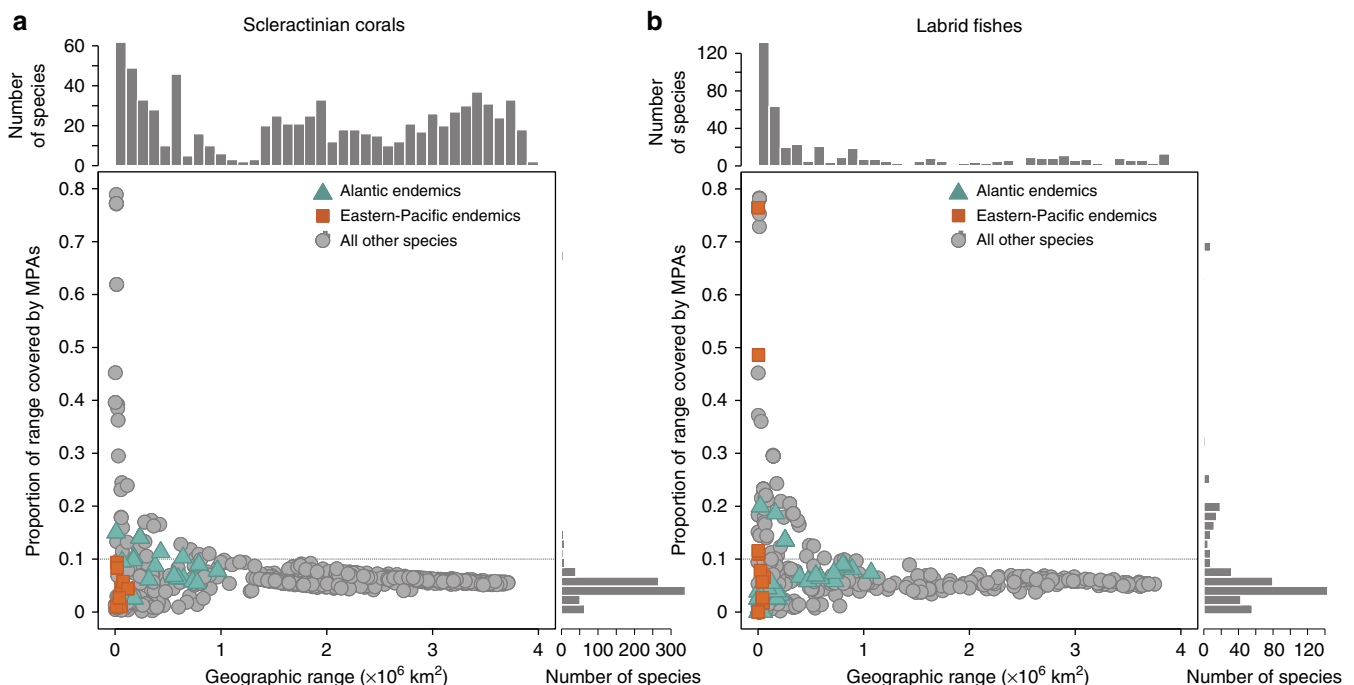 a
Scleractinian corals
Number
of species
60
40
20
0
Proportion of range covered by MPAs
0.8
0.7
0.6
0.5
0.4
0.3
0.2
0.1
0
Alantic endemics
Eastern-Pacific endemics
All other species
0 1 2 3 4
Geographic range (×10⁶ km²)
0 100 200 300
Number of species
b
Labrid fishes
Number
of species
120
80
40
0
Proportion of range covered by MPAs
0.8
0.7
0.6
0.5
0.4
0.3
0.2
0.1
0
Alantic endemics
Eastern-Pacific endemics
All other species
0 1 2 3 4
Geographic range (×10⁶ km²)
0 40 80 120
Number of species